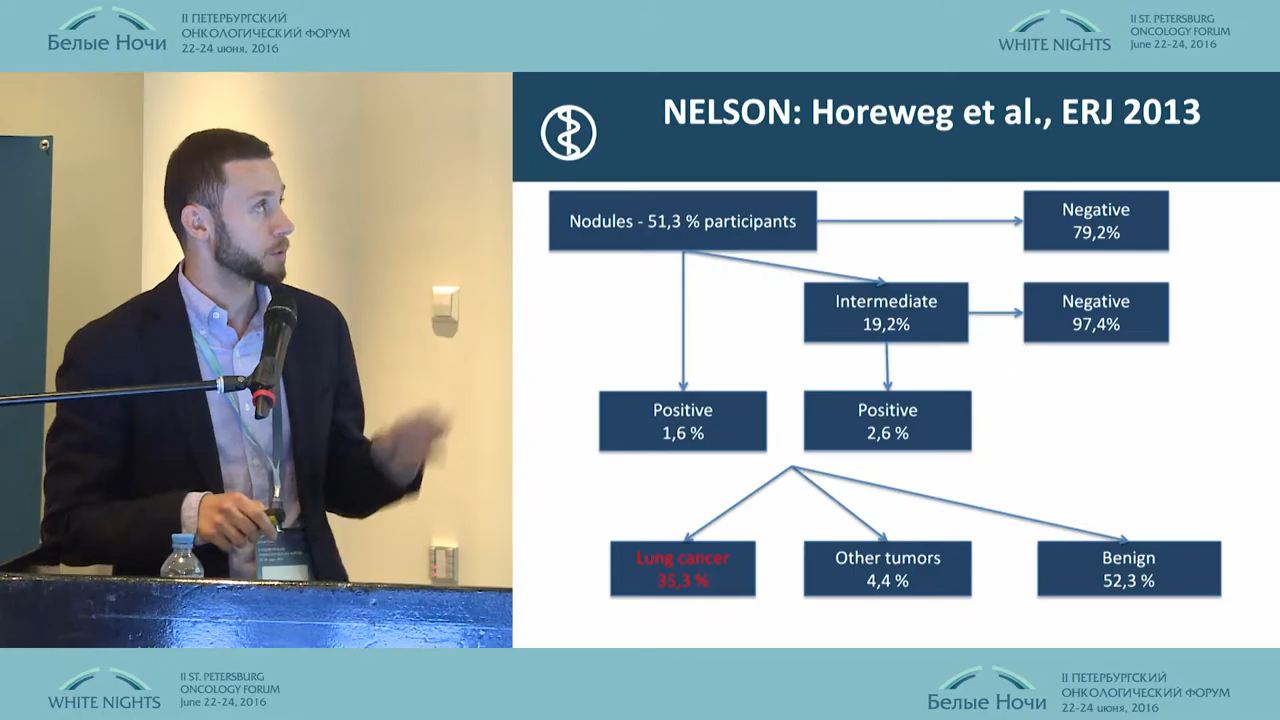 Белые Ночи
II ПЕТЕРБУРГСКИЙ
ОНКОЛОГИЧЕСКИЙ ФОРУМ
22-24 июня, 2016
WHITE NIGHTS
II ST. PETERSBURG
ONCOLOGY FORUM
June 22-24, 2016
NELSON: Horeweg et al., ERJ 2013
Nodules - 51,3 % participants
Negative
79,2%
Intermediate
19,2%
Negative
97,4%
Positive
1,6 %
Positive
2,6 %
Lung cancer
35,3 %
Other tumors
4,4 %
Benign
52,3 %
WHITE NIGHTS
II ST. PETERSBURG
ONCOLOGY FORUM
June 22-24, 2016
Белые Ночи
II ПЕТЕРБУРГСКИЙ
ОНКОЛОГИЧЕСКИЙ ФОРУМ
22-24 июня, 2016